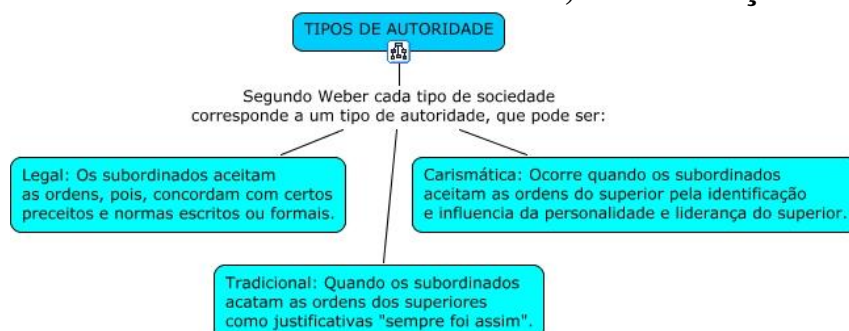 TIPOS DE AUTORIDADE
Segundo Weber cada tipo de sociedade
corresponde a um tipo de autoridade, que pode ser:
Legal: Os subordinados aceitam
as ordens, pois, concordam com certos
preceitos e normas escritos ou formais.
Carismática: Ocorre quando os subordinados
aceitam as ordens do superior pela identificação
e influencia da personalidade e liderança do superior.
Tradicional: Quando os subordinados
acatam as ordens dos superiores
como justificativas "sempre foi assim".